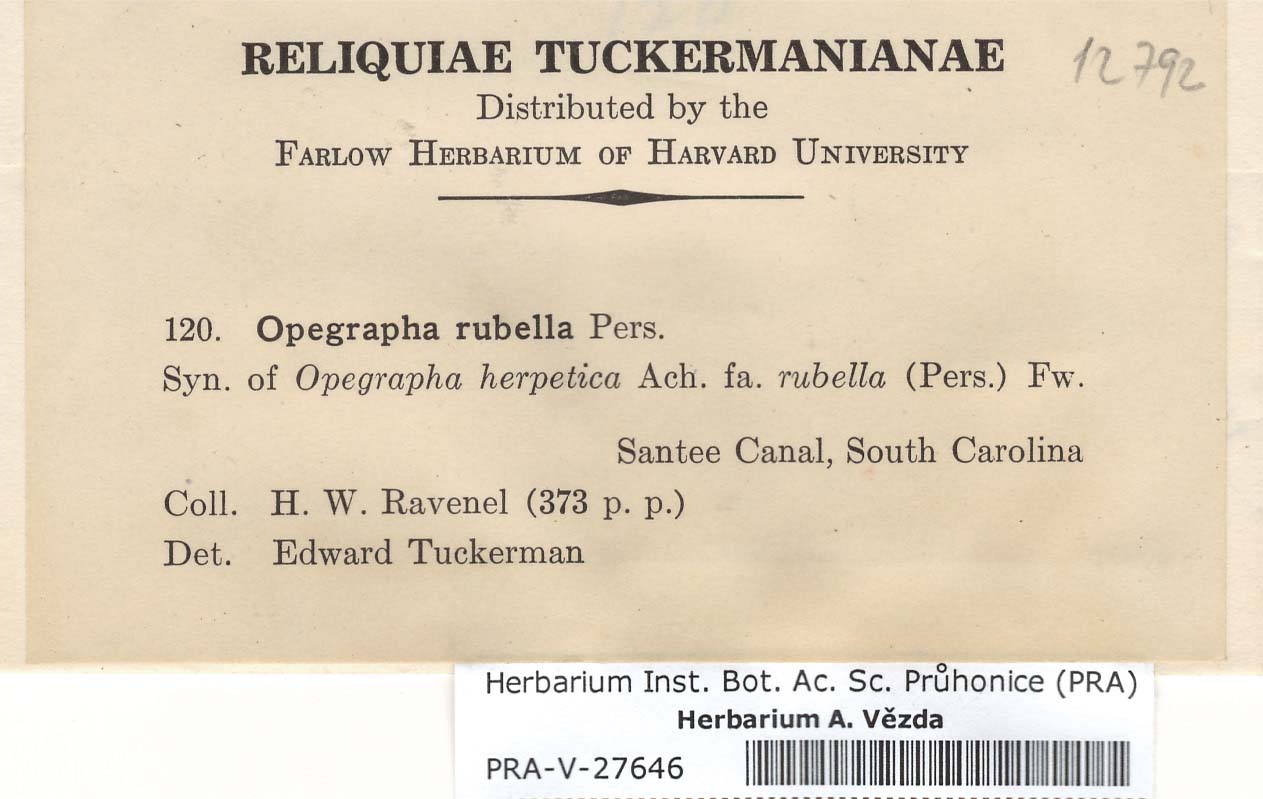 RELIQUIAE TUCKERMANIANAE
12792
Distributed by the
FARLOW HERBARIUM OF HARVARD UNIVERSITY
120. Opegrapha rubella Pers.
Syn. of Opegrapha herpetica Ach. fa. rubella (Pers.) Fw.
Santee Canal, South Carolina
Coll. H. W. Ravenel (373 p. p.)
Det. Edward Tuckerman
Herbarium Inst. Bot. Ac. Sc. Průhonice (PRA)
Herbarium A. Vězda
PRA-V-27646